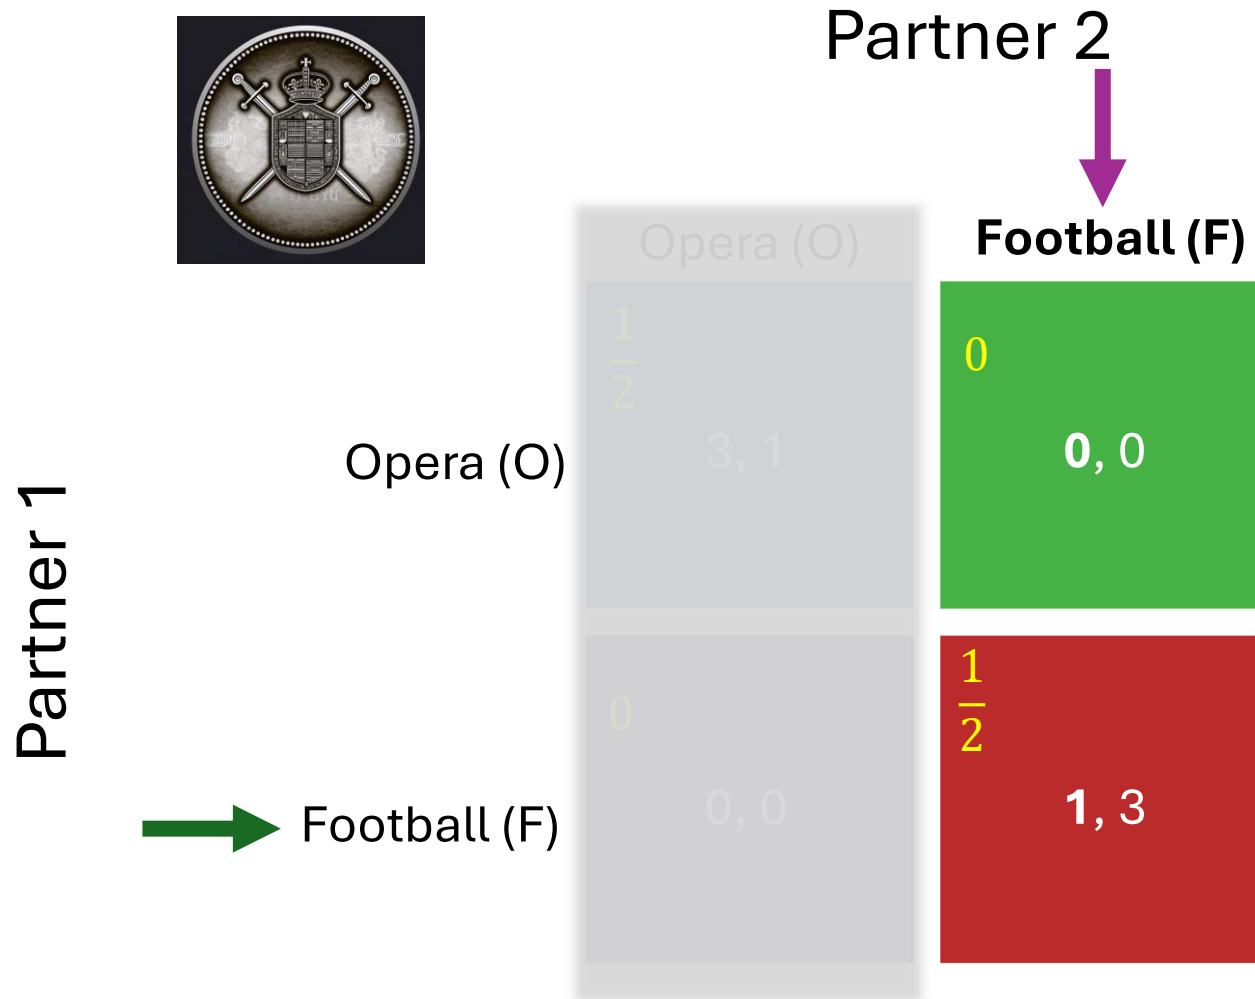 Partner 2
Opera (O)
Football (F)
1
2
3, 1
0
0, 0
Opera (O)
Partner 1
0
0, 0
1
2
1, 3
Football (F)